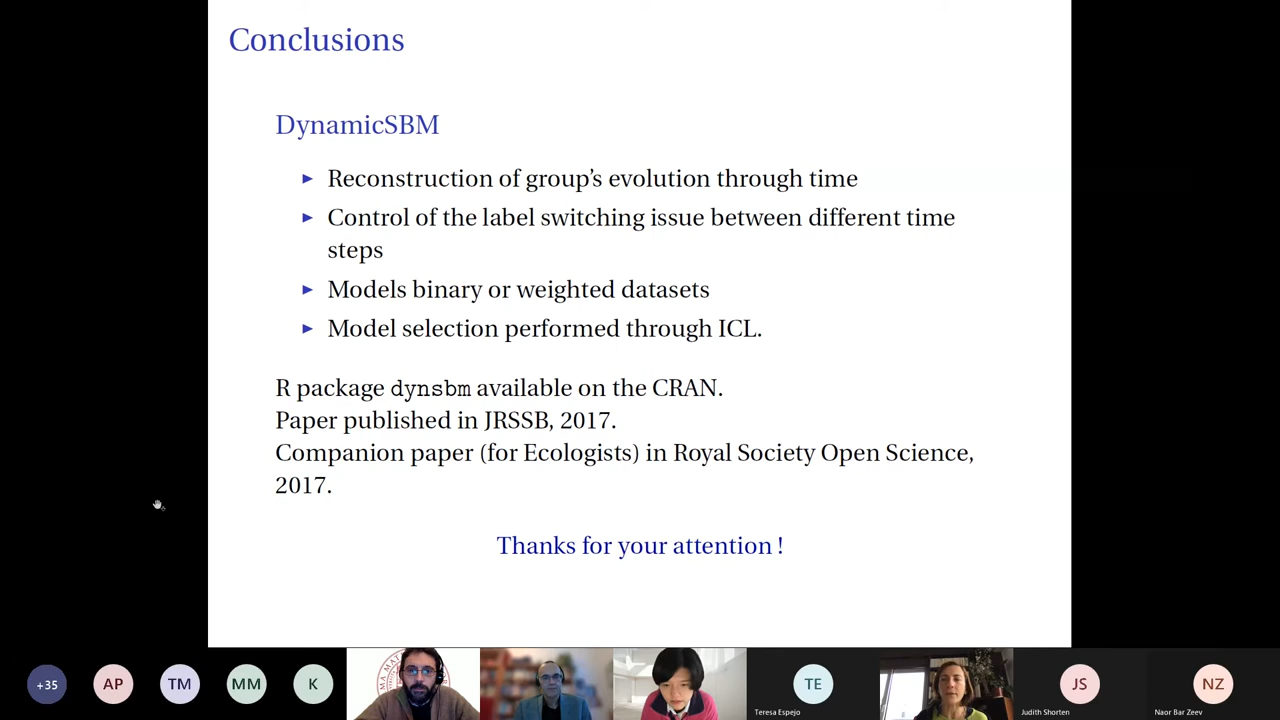 Conclusions
DynamicSBM
Reconstruction of group's evolution through time
Control of the label switching issue between different time
steps
Models binary or weighted datasets
Model selection performed through ICL.
R package dynsbm available on the CRAN.
Paper published in JRSSB, 2017.
Companion paper (for Ecologists) in Royal Society Open Science,
2017.
Thanks for your attention !
+35
AP
TM
MM
K
TE
JS
NZ
Teresa Espejo
Judith Shorten
Naor Bar Zeev